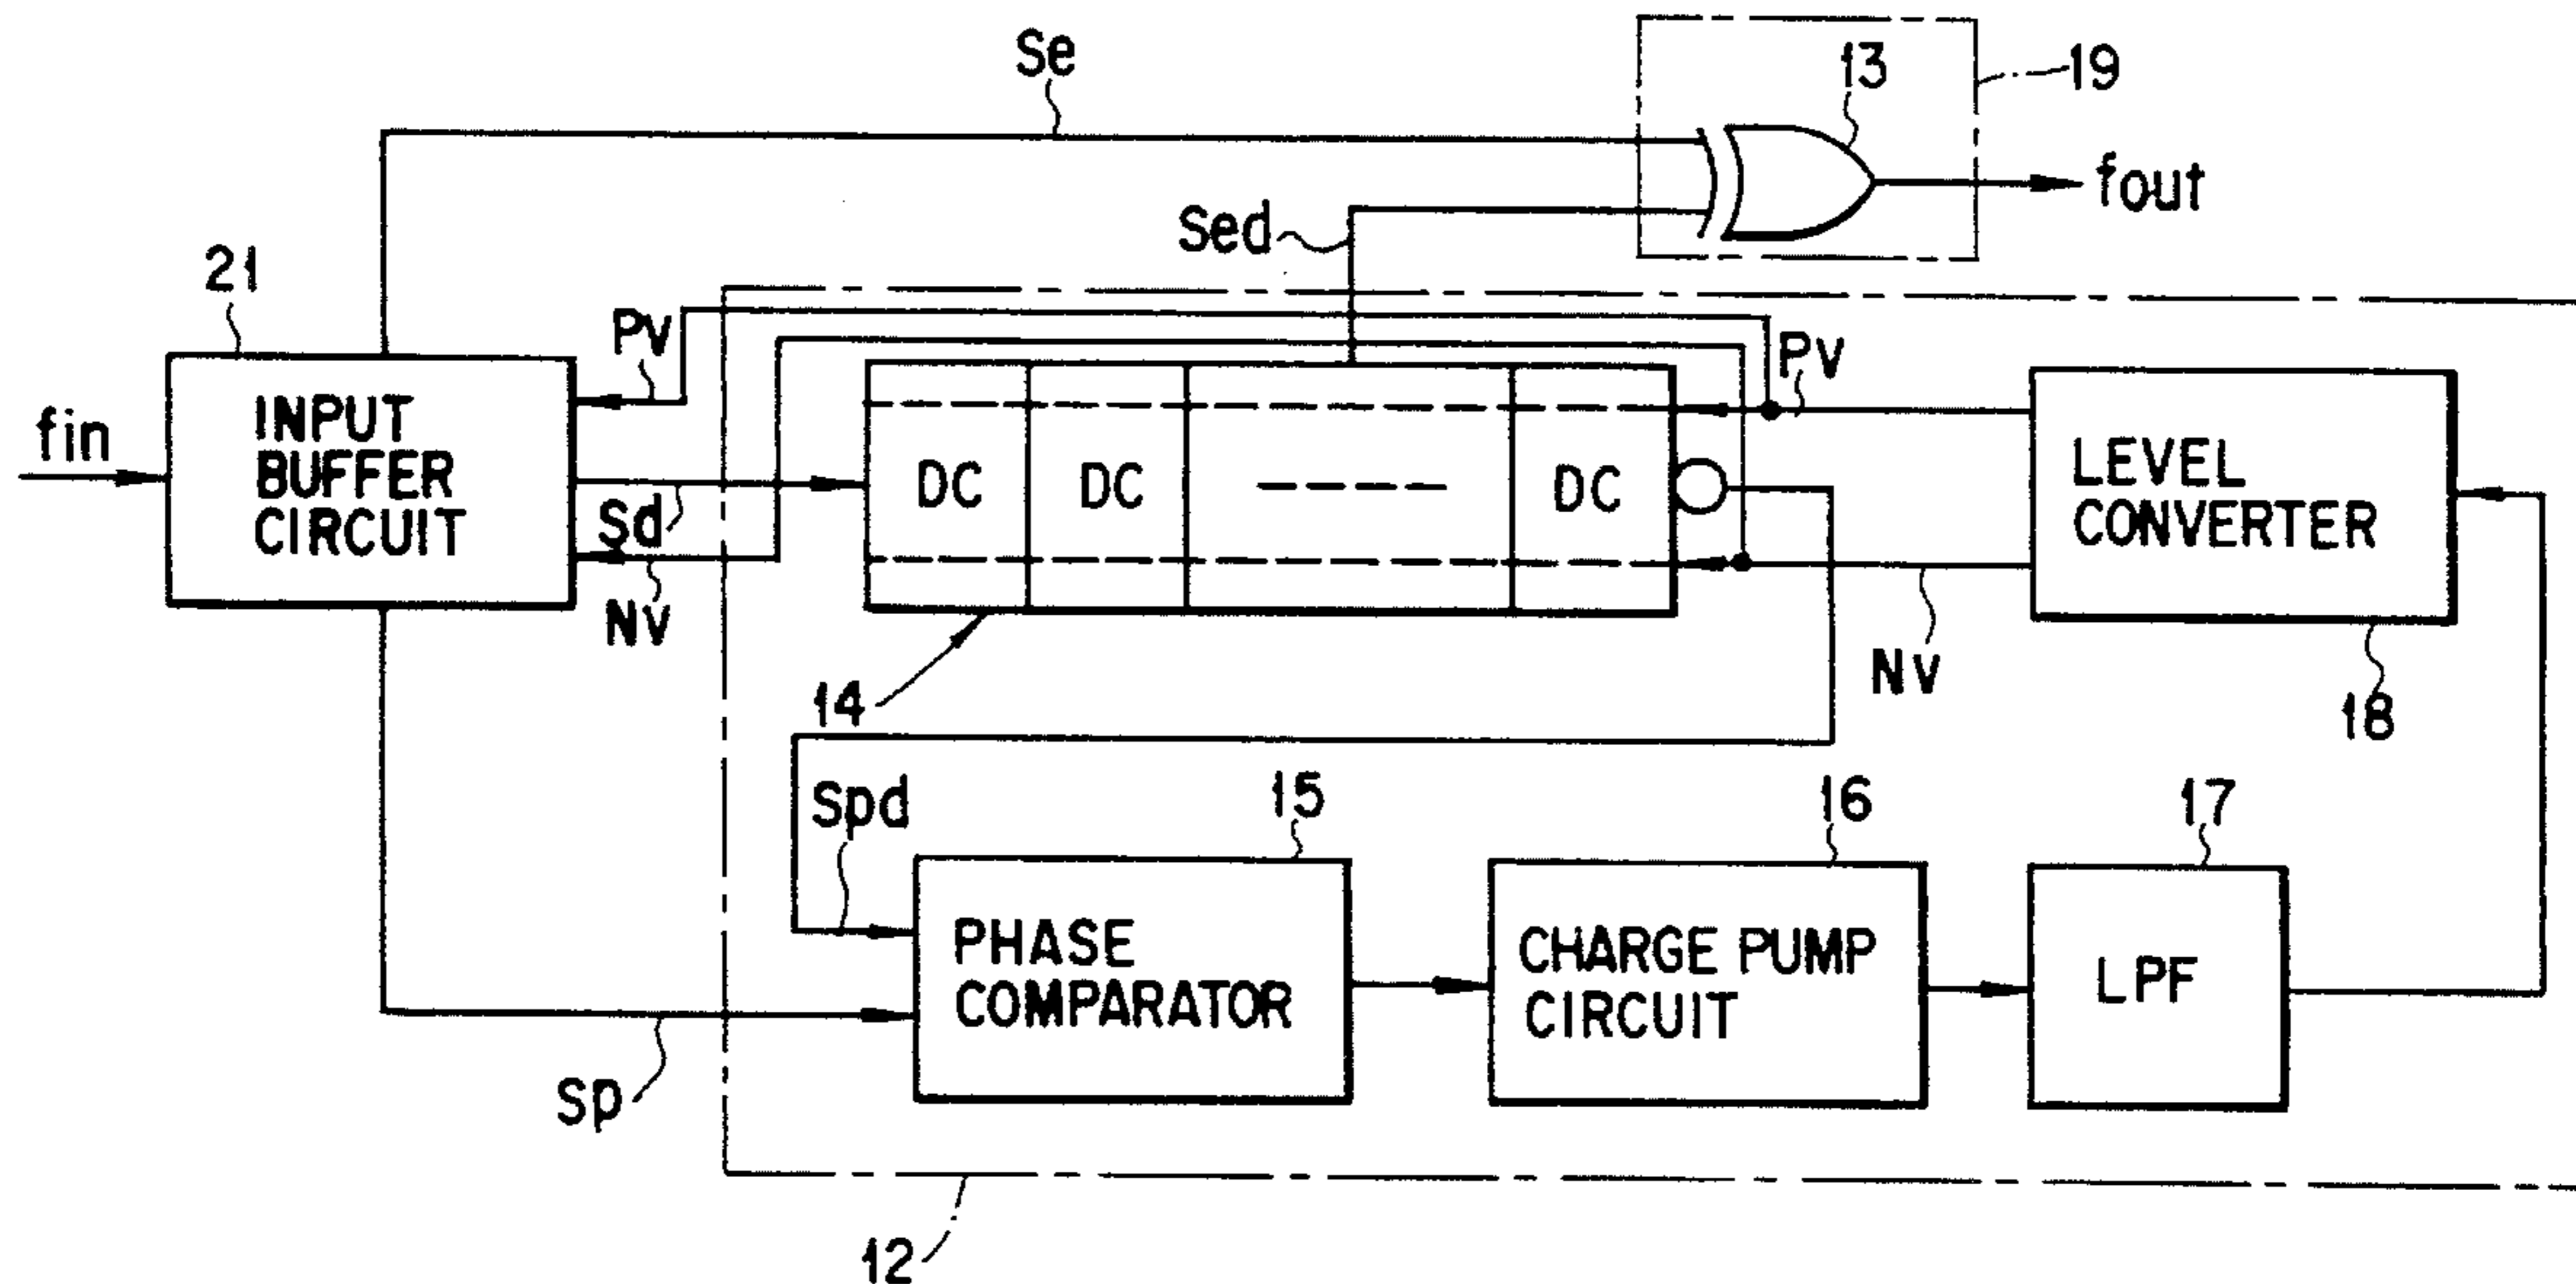 Se
13
19
fout
Sed
21
Pv
Pv
fin
INPUT
BUFFER
CIRCUIT
Sd
Nv
DC
DC
DC
LEVEL
CONVERTER
Nv
14
18
Spd
15
16
17
PHASE
COMPARATOR
CHARGE PUMP
CIRCUIT
LPF
Sp
12